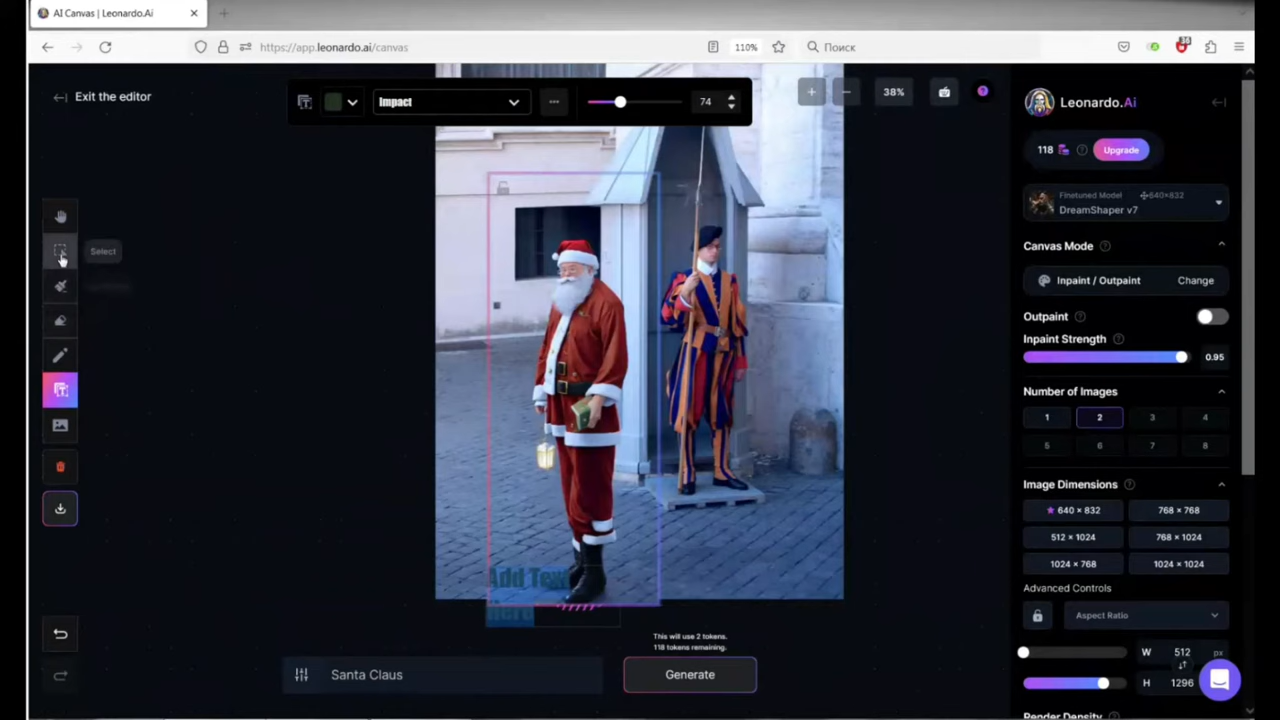 AI Canvas | Leonardo.Ai
https://app.leonardo.ai/canvas
110%
Поиск
Exit the editor
Impact
74
38%
Select
Add Text
Here
This will use 2 tokens.
118 tokens remaining.
Santa Claus
Generate
Leonardo.Ai
118
Upgrade
Finetuned Model
640×832
DreamShaper v7
Canvas Mode
Inpaint / Outpaint
Change
Outpaint
Inpaint Strength
0.95
Number of Images
1 2 3 4
5 6 7 8
Image Dimensions
640 × 832 768 × 768
512 × 1024 768 × 1024
1024 × 768 1024 × 1024
Advanced Controls
Aspect Ratio
W 512 px
H 1296
Render Density